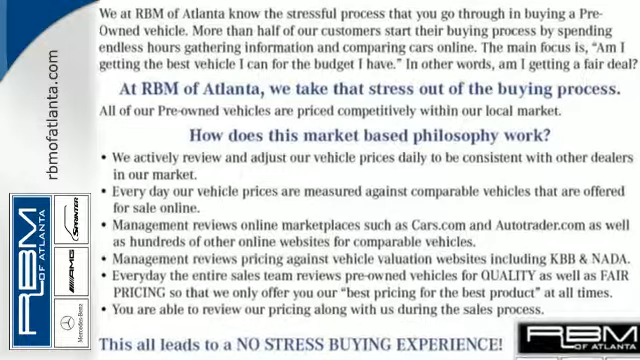 We at RBM of Atlanta know the stressful process that you go through in buying a Pre-
Owned vehicle. More than half of our customers start their buying process by spending
endless hours gathering information and comparing cars online. The main focus is, "Am I
getting the best vehicle I can for the budget I have." In other words, am I getting a fair deal?
At RBM of Atlanta, we take that stress out of the buying process.
All of our Pre-owned vehicles are priced competitively within our local market.
How does this market based philosophy work?
• We actively review and adjust our vehicle prices daily to be consistent with other dealers
in our market.
• Every day our vehicle prices are measured against comparable vehicles that are offered
for sale online.
• Management reviews online marketplaces such as Cars.com and Autotrader.com as well
as hundreds of other online websites for comparable vehicles.
• Management reviews pricing against vehicle valuation websites including KBB & NADA.
• Everyday the entire sales team reviews pre-owned vehicles for QUALITY as well as FAIR
PRICING so that we only offer you our "best pricing for the best product" at all times.
• You are able to review our pricing along with us during the sales process.
This all leads to a NO STRESS BUYING EXPERIENCE!
rbmofatlanta.com
RBM
OF ATLANTA
SPRINTER
AMG
Mercedes-Benz
RBM
OF ATLANTA